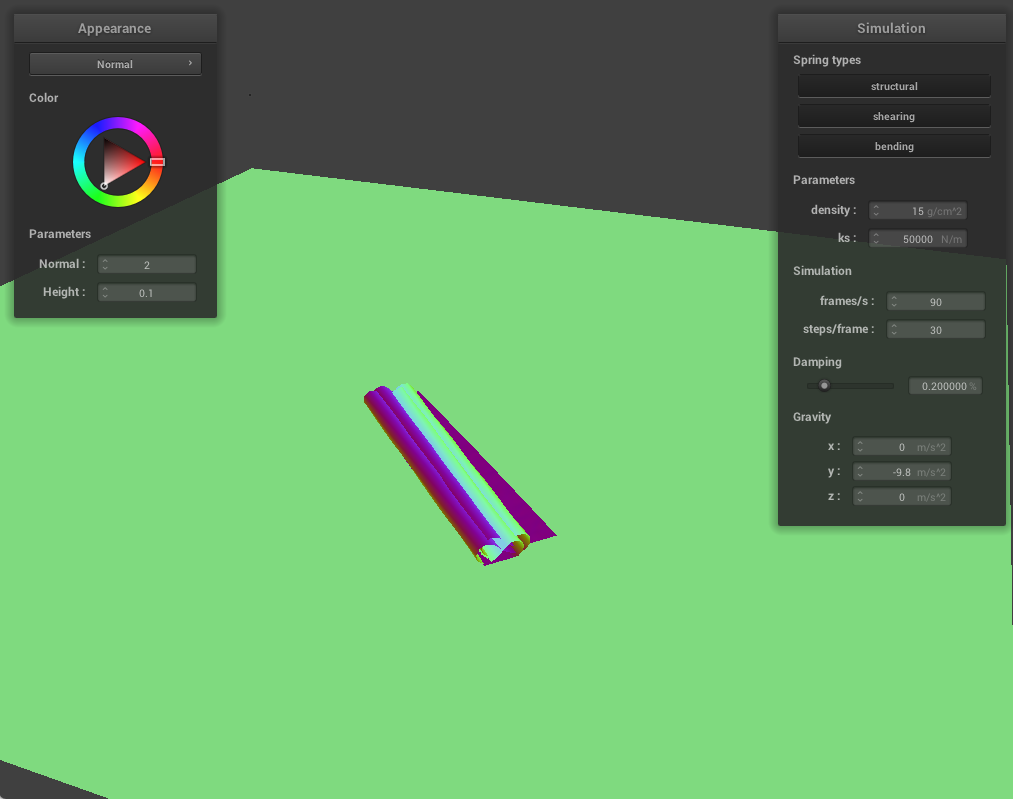 Appearance
Normal
Color
Parameters
Normal : 2
Height : 0.1
Simulation
Spring types
structural
shearing
bending
Parameters
density : 15 g/cm^2
ks : 50000 N/m
Simulation
frames/s : 90
steps/frame : 30
Damping
0.200000 %
Gravity
x : 0 m/s^2
y : -9.8 m/s^2
z : 0 m/s^2